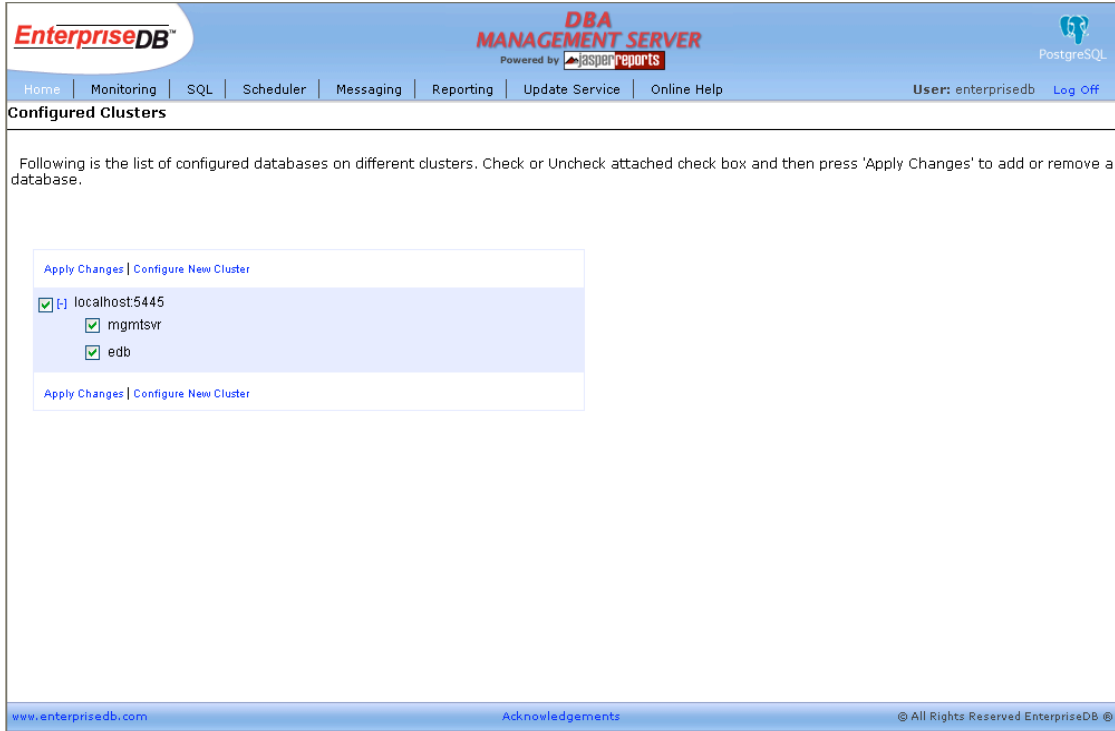 EnterpriseDB™
DBA
MANAGEMENT SERVER
Powered by jasperreports
PostgreSQL
Home | Monitoring | SQL | Scheduler | Messaging | Reporting | Update Service | Online Help
User: enterprisedb Log Off
Configured Clusters
Following is the list of configured databases on different clusters. Check or Uncheck attached check box and then press 'Apply Changes' to add or remove a
database.
Apply Changes | Configure New Cluster
[-] localhost:5445
mgmtsvr
edb
Apply Changes | Configure New Cluster
www.enterprisedb.com
Acknowledgements
© All Rights Reserved EnterpriseDB ®